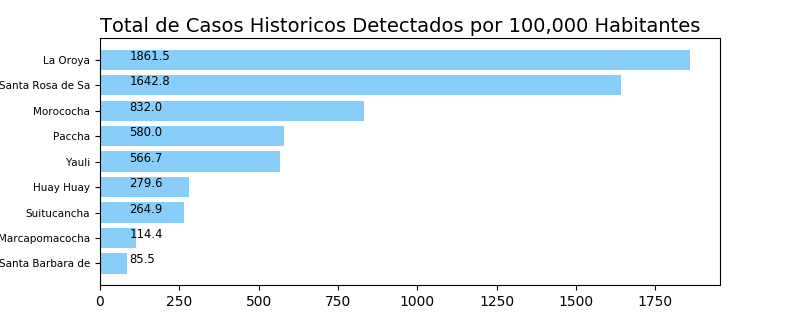 Total de Casos Historicos Detectados por 100,000 Habitantes
La Oroya 1861.5
Santa Rosa de Sa 1642.8
Morococha 832.0
Paccha 580.0
Yauli 566.7
Huay Huay 279.6
Suitucancha 264.9
Marcapomacocha 114.4
Santa Barbara de 85.5
0 250 500 750 1000 1250 1500 1750